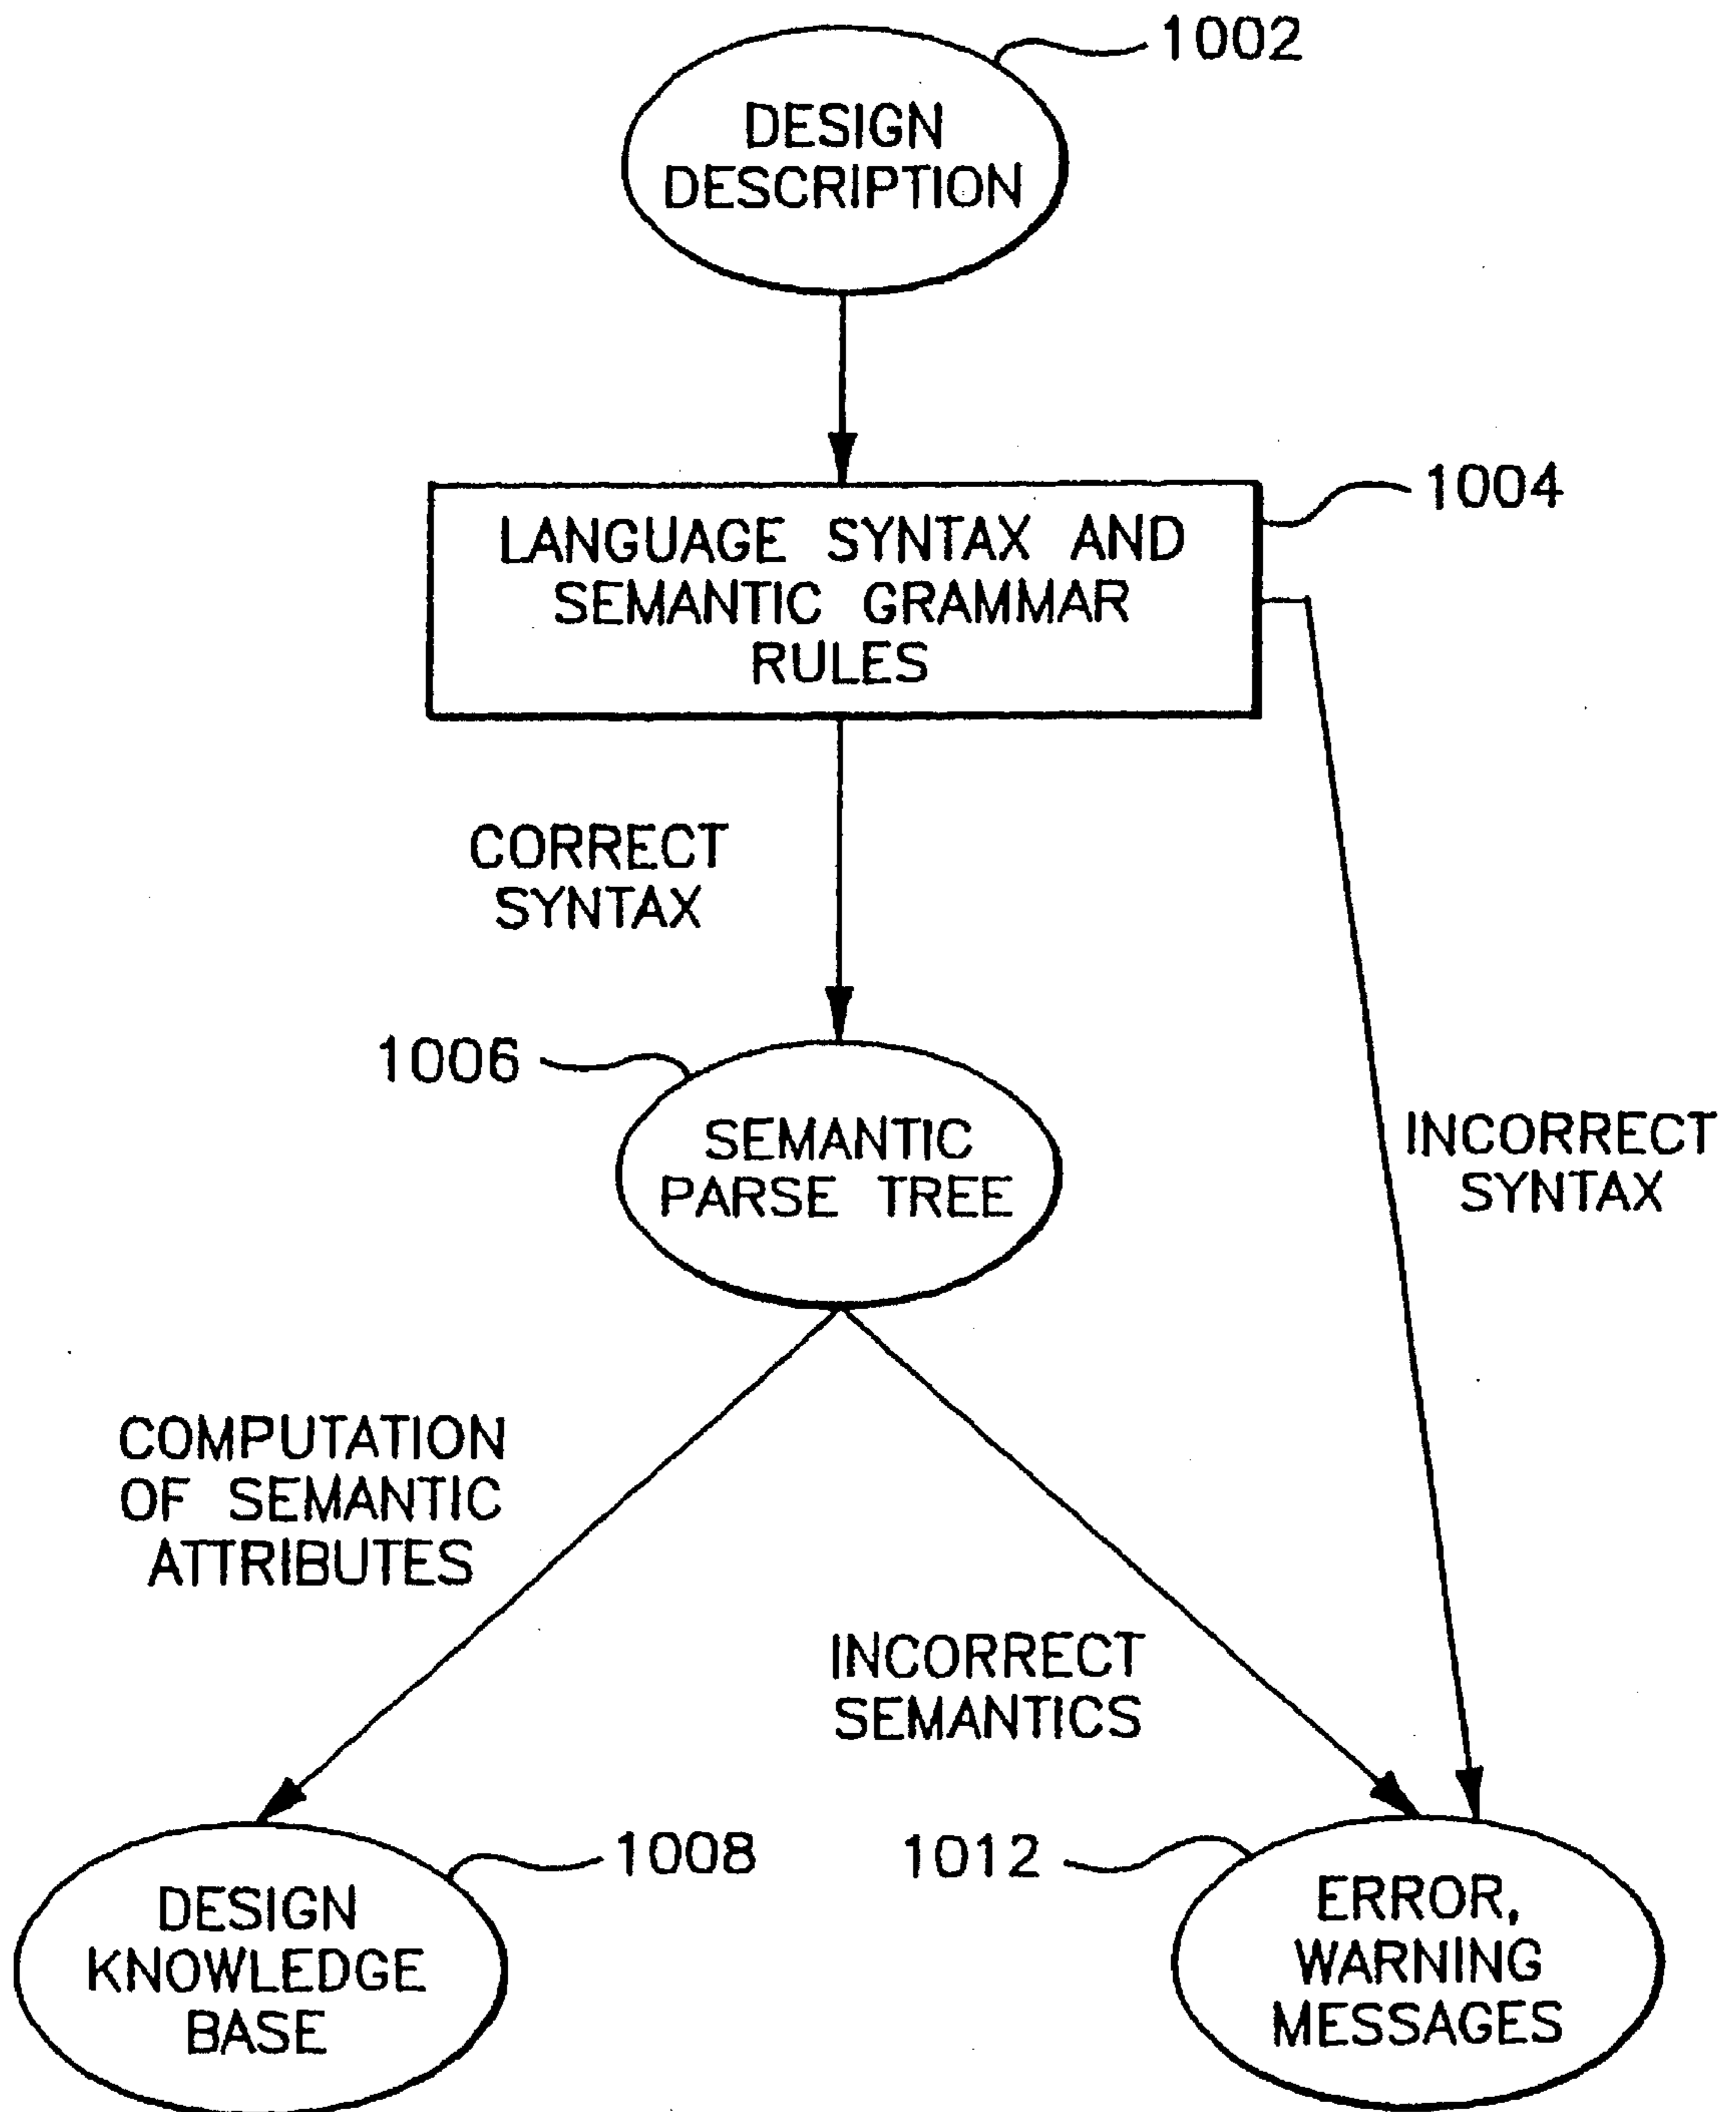 1002
DESIGN
DESCRIPTION
1004
LANGUAGE SYNTAX AND
SEMANTIC GRAMMAR
RULES
CORRECT
SYNTAX
1006
SEMANTIC
PARSE TREE
INCORRECT
SYNTAX
COMPUTATION
OF SEMANTIC
ATTRIBUTES
INCORRECT
SEMANTICS
1008
1012
DESIGN
KNOWLEDGE
BASE
ERROR,
WARNING
MESSAGES